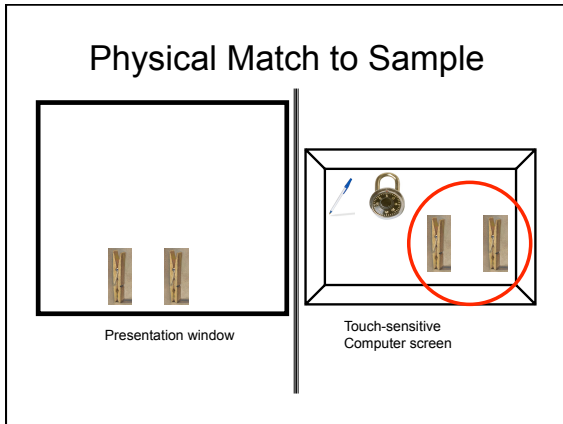 Physical Match to Sample
Presentation window
Touch-sensitive
Computer screen